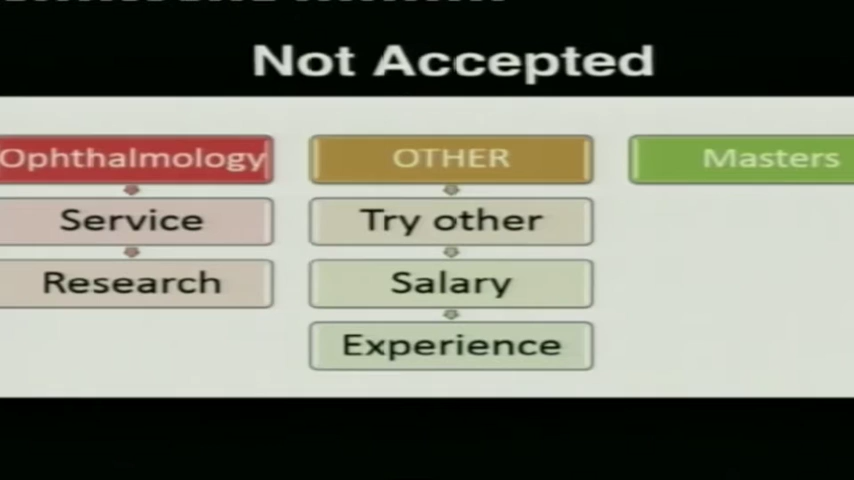 Not Accepted
Ophthalmology
Service
Research
OTHER
Try other
Salary
Experience
Masters